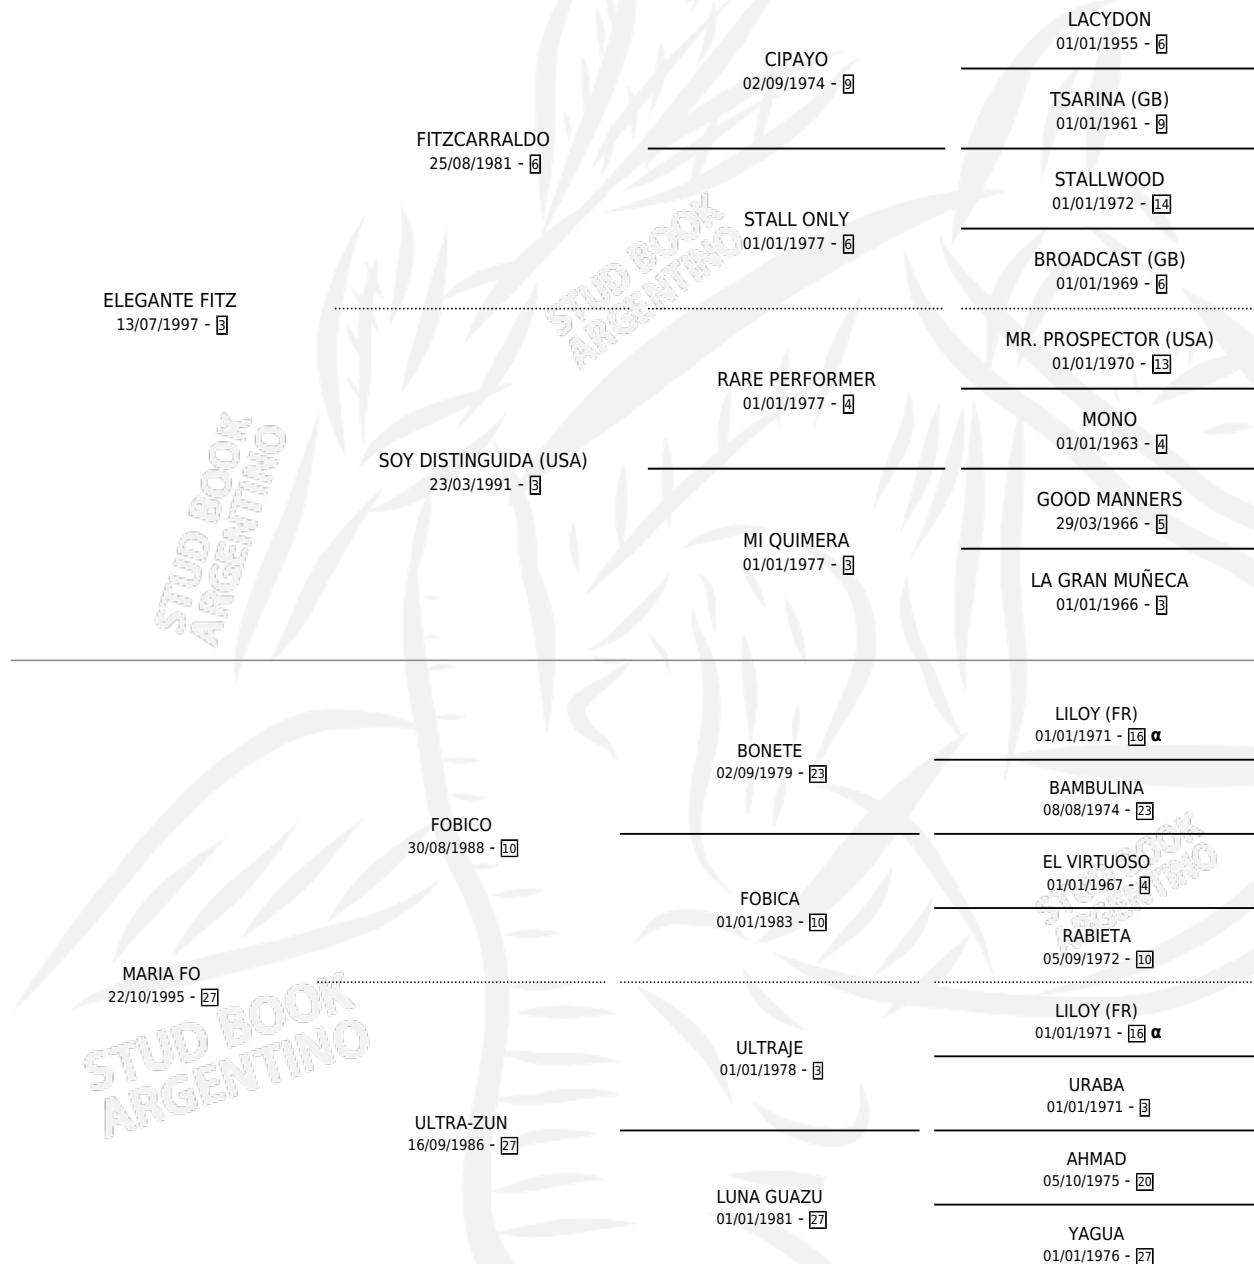 LACYDON
01/01/1955 - 6
CIPAYO
02/09/1974 - 9
TSARINA (GB)
01/01/1961 - 9
FITZCARRALDO
25/08/1981 - 6
STALLWOOD
01/01/1972 - 14
STALL ONLY
01/01/1977 - 6
BROADCAST (GB)
01/01/1969 - 6
ELEGANTE FITZ
13/07/1997 - 3
MR. PROSPECTOR (USA)
01/01/1970 - 13
RARE PERFORMER
01/01/1977 - 4
MONO
01/01/1963 - 4
SOY DISTINGUIDA (USA)
23/03/1991 - 3
GOOD MANNERS
29/03/1966 - 5
MI QUIMERA
01/01/1977 - 3
LA GRAN MUÑECA
01/01/1966 - 3
LILOY (FR)
01/01/1971 - 16 α
BONETE
02/09/1979 - 23
BAMBULINA
08/08/1974 - 23
FOBICO
30/08/1988 - 10
EL VIRTUOSO
01/01/1967 - 4
FOBICA
01/01/1983 - 10
RABIETA
05/09/1972 - 10
MARIA FO
22/10/1995 - 27
LILOY (FR)
01/01/1971 - 16 α
ULTRAJE
01/01/1978 - 3
URABA
01/01/1971 - 3
ULTRA-ZUN
16/09/1986 - 27
AHMAD
05/10/1975 - 20
LUNA GUAZU
01/01/1981 - 27
YAGUA
01/01/1976 - 27
STUD BOOK
ARGENTINO
STUD BOOK
ARGENTINO
STUD BOOK
ARGENTINO
STUD BOOK
ARGENTINO